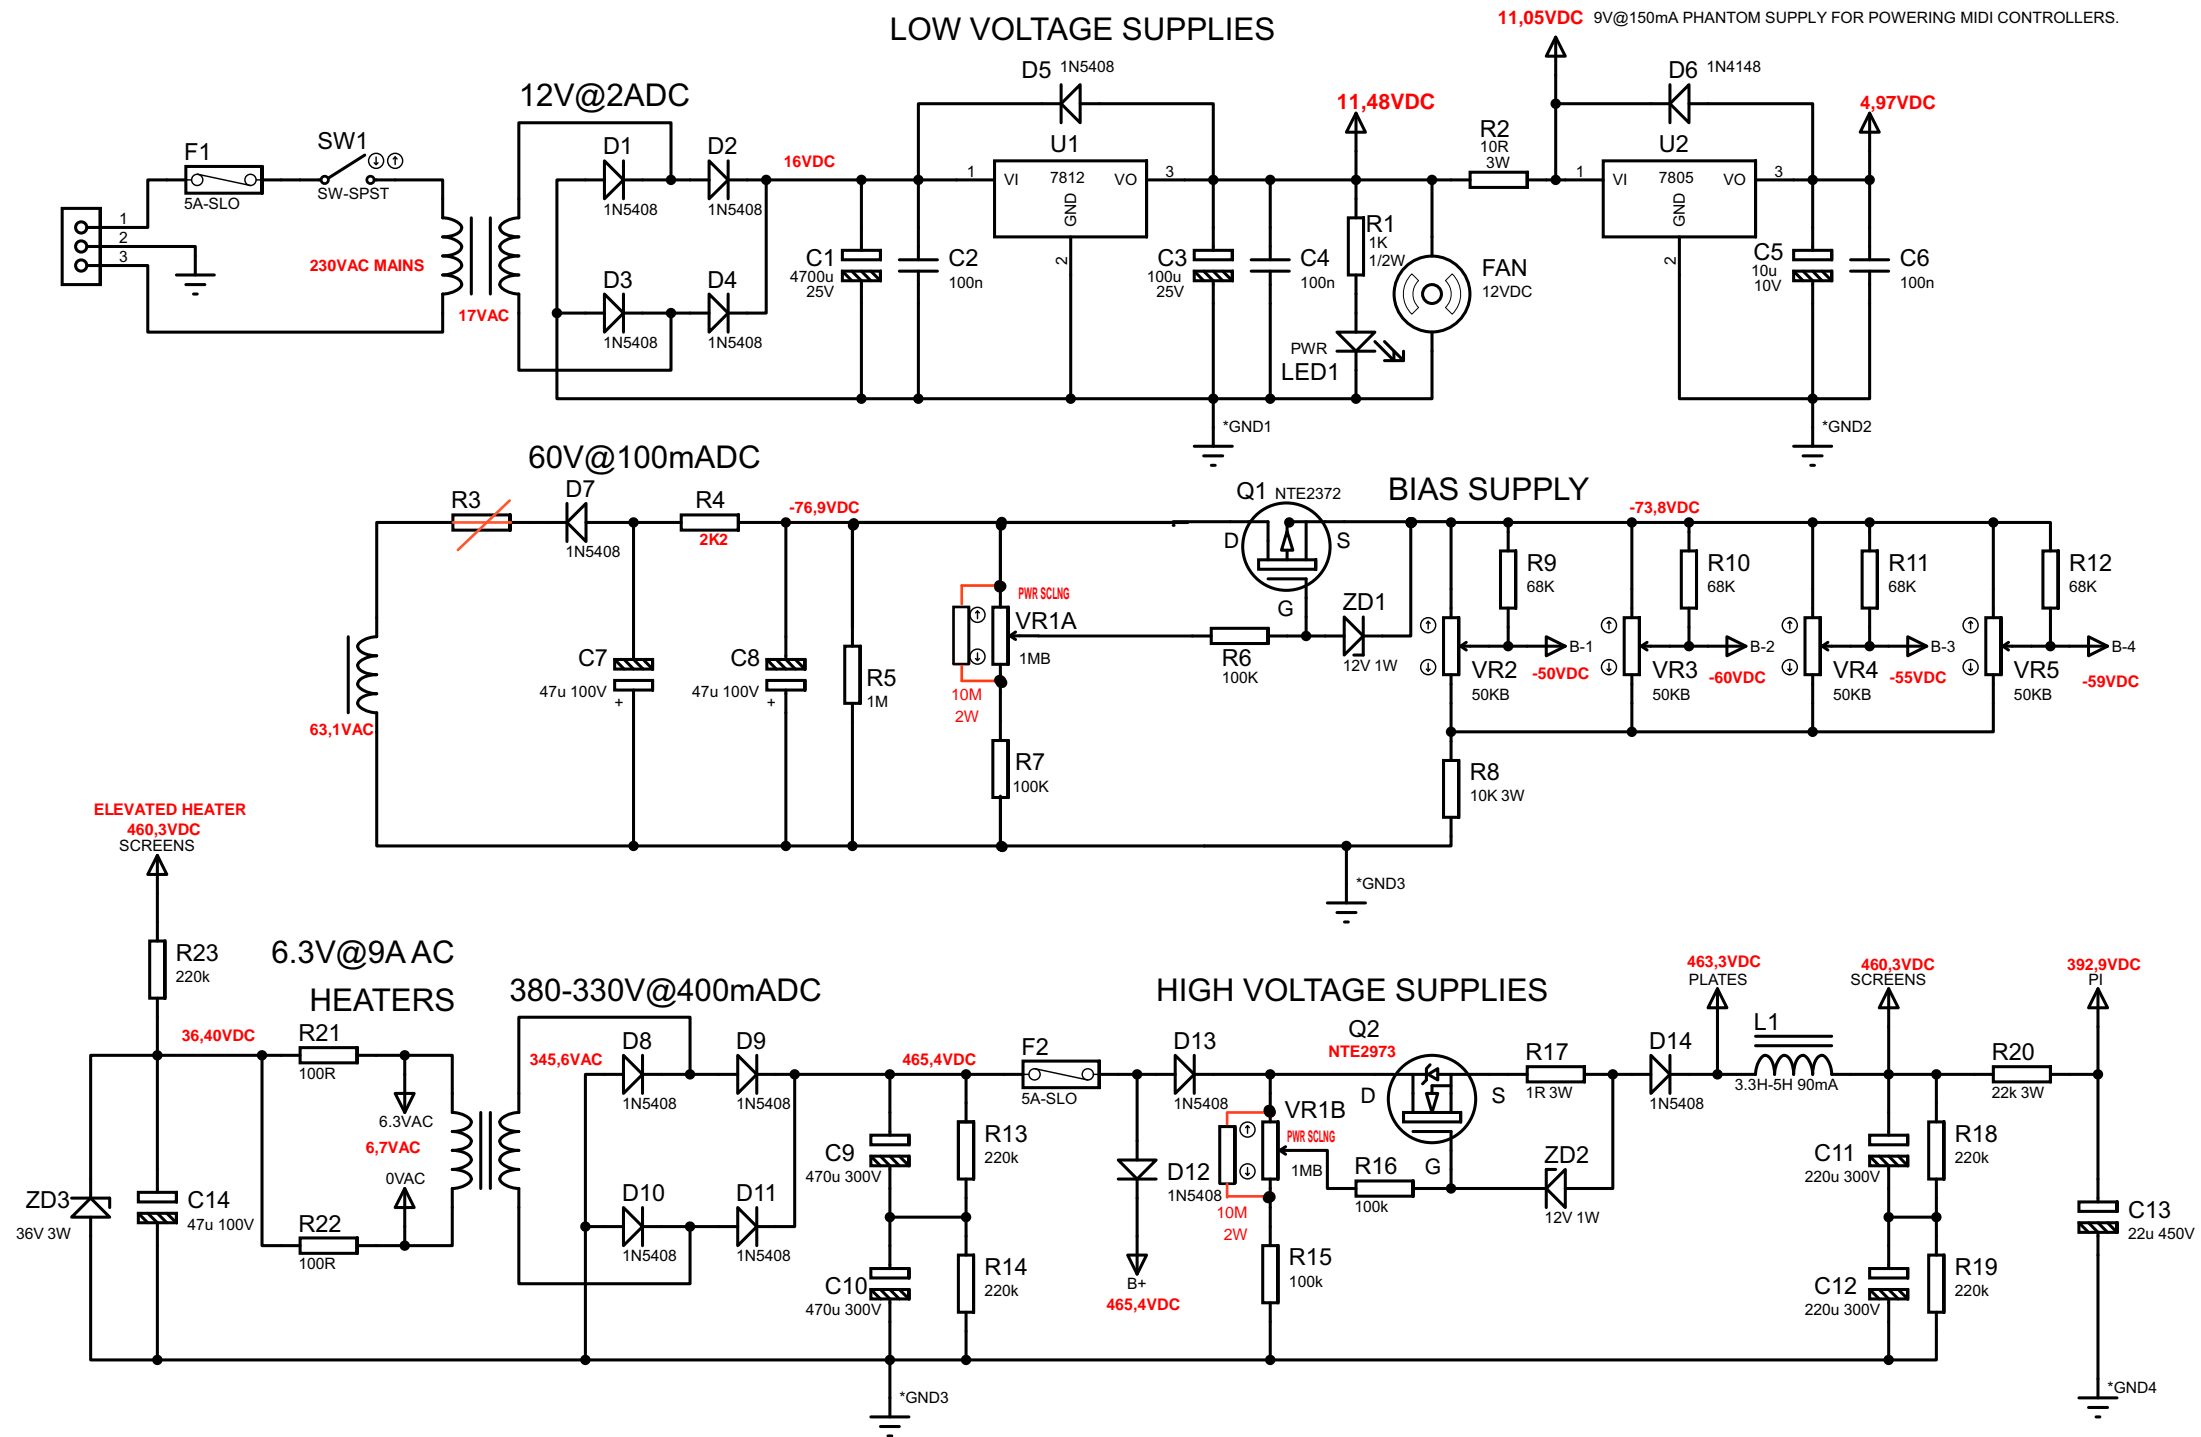 LOW VOLTAGE SUPPLIES
11,05VDC 9V@150mA PHANTOM SUPPLY FOR POWERING MIDI CONTROLLERS.
12V@2ADC
D5 1N5408
D6 1N4148
11,48VDC
4,97VDC
F1
5A-SLO
SW1
SW-SPST
1
2
3
230VAC MAINS
17VAC
D1
1N5408
D2
1N5408
D3
1N5408
D4
1N5408
16VDC
C1
4700u
25V
C2
100n
U1
1 VI 7812 VO 3
GND
2
C3
100u
25V
C4
100n
R1
1K
1/2W
PWR
LED1
FAN
12VDC
R2
10R
3W
U2
1 VI 7805 VO 3
GND
2
C5
10u
10V
C6
100n
*GND1
*GND2
60V@100mADC
BIAS SUPPLY
R3
D7
1N5408
R4
2K2
-76,9VDC
63,1VAC
C7
47u 100V
+
C8
47u 100V
+
R5
1M
PWR SCLNG
VR1A
1MB
10M
2W
R7
100K
Q1 NTE2372
D
S
G
R6
100K
ZD1
12V 1W
-73,8VDC
R9
68K
R10
68K
R11
68K
R12
68K
B-1
B-2
B-3
B-4
VR2
50KB
VR3
50KB
VR4
50KB
VR5
50KB
-50VDC
-60VDC
-55VDC
-59VDC
R8
10K 3W
*GND3
ELEVATED HEATER
460,3VDC
SCREENS
R23
220k
6.3V@9A AC
HEATERS
36,40VDC
R21
100R
6.3VAC
6,7VAC
0VAC
R22
100R
ZD3
36V 3W
C14
47u 100V
380-330V@400mADC
345,6VAC
D8
1N5408
D9
1N5408
D10
1N5408
D11
1N5408
465,4VDC
C9
470u 300V
C10
470u 300V
R13
220k
R14
220k
F2
5A-SLO
HIGH VOLTAGE SUPPLIES
D13
1N5408
D12
1N5408
B+
465,4VDC
VR1B
PWR SCLNG
1MB
10M
2W
R15
100k
R16
100k
Q2
NTE2973
D
S
G
R17
1R 3W
ZD2
12V 1W
D14
1N5408
463,3VDC
PLATES
L1
3.3H-5H 90mA
460,3VDC
SCREENS
C11
220u 300V
C12
220u 300V
R18
220k
R19
220k
R20
22k 3W
392,9VDC
PI
C13
22u 450V
*GND3
*GND4